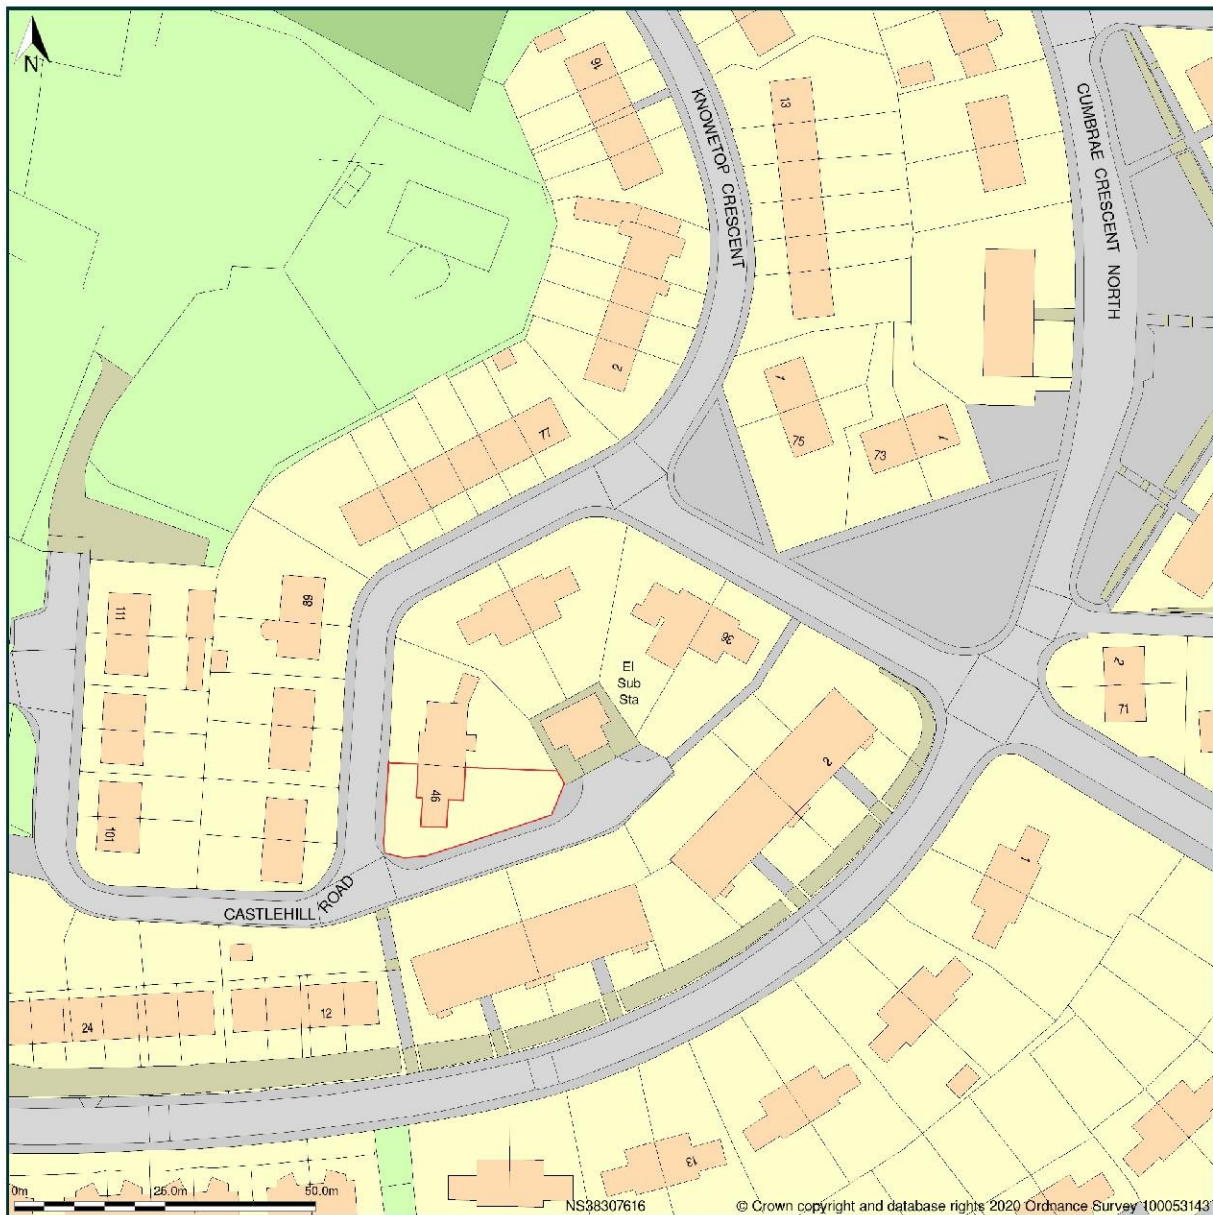 N
16
KNOWETOP CRESCENT
13
CUMBRAE CRESCENT NORTH
2
77
1
75
73
1
111
89
36
El
Sub
Sta
2
71
2
46
101
1
CASTLEHILL ROAD
24
12
13
0m 25.0m 50.0m
NS38307616
© Crown copyright and database rights 2020 Ordnance Survey 100053143